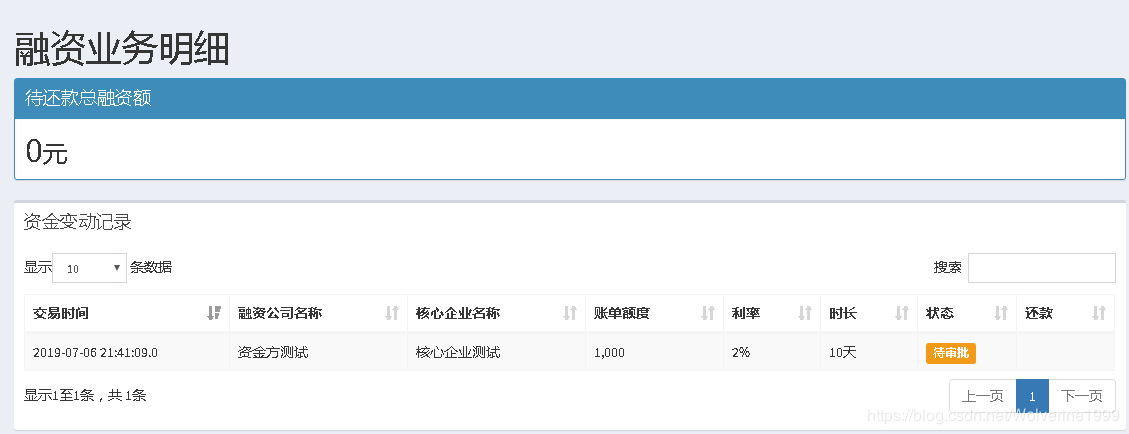 融资业务明细
待还款总融资额
0元
资金变动记录
显示 10 条数据 搜索
交易时间 融资公司名称 核心企业名称 账单额度 利率 时长 状态 还款
2019-07-06 21:41:09.0 资金方测试 核心企业测试 1,000 2% 10天 待审批
显示1至1条，共 1条 上一页 1 下一页
https://blog.csdn.net/Wolverine1999